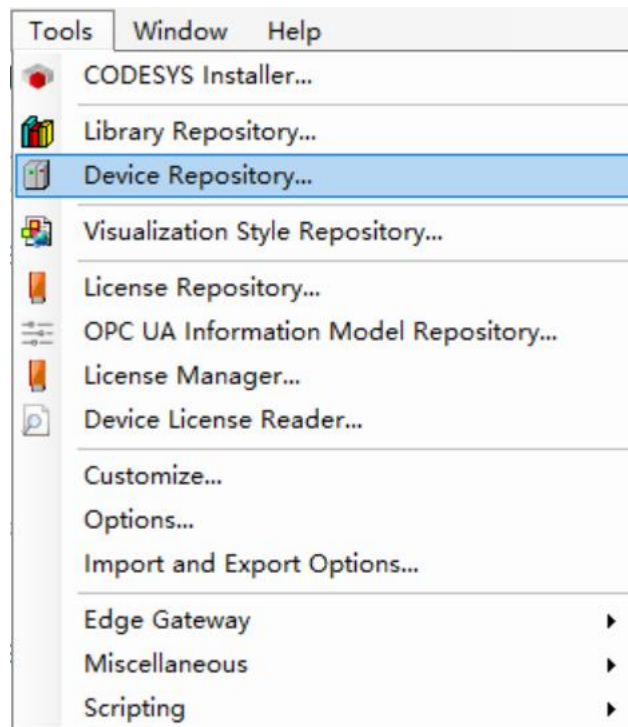 Tools Window Help
CODESYS Installer...
Library Repository...
Device Repository...
Visualization Style Repository...
License Repository...
OPC UA Information Model Repository...
License Manager...
Device License Reader...
Customize...
Options...
Import and Export Options...
Edge Gateway
Miscellaneous
Scripting